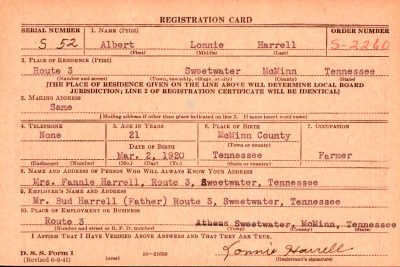 REGISTRATION CARD
SERIAL NUMBER 1. NAME (Print) ORDER NUMBER
S 52 Albert Lonnie Harrell S-2260
(First) (Middle) (Last)
2. PLACE OF RESIDENCE (Print)
Route 3 Sweetwater McMinn Tennessee
(Number and street) (Town, township, village, or city) (County) (State)
[THE PLACE OF RESIDENCE GIVEN ON THE LINE ABOVE WILL DETERMINE LOCAL BOARD
JURISDICTION; LINE 2 OF REGISTRATION CERTIFICATE WILL BE IDENTICAL]
3. MAILING ADDRESS
Same
[Mailing address if other than place indicated on line 2. If same insert word same]
4. TELEPHONE 5. AGE IN YEARS 6. PLACE OF BIRTH 7. OCCUPATION
None 21 McMinn County
DATE OF BIRTH (Town or county)
Mar. 2, 1920 Tennessee Farmer
(Exchange) (Number) (Mo.) (Day) (Yr.) (State or country)
8. NAME AND ADDRESS OF PERSON WHO WILL ALWAYS KNOW YOUR ADDRESS
Mrs. Fannie Harrell, Route 3, Sweetwater, Tennessee
9. EMPLOYER'S NAME AND ADDRESS
Mr. Bud Harrell (Father) Route 3, Sweetwater, Tennessee
10. PLACE OF EMPLOYMENT OR BUSINESS
Route 3 Athens Sweetwater, McMinn, Tennessee
(Number and street or R. F. D. number) (Town) (County) (State)
I AFFIRM THAT I HAVE VERIFIED ABOVE ANSWERS AND THAT THEY ARE TRUE.
D. S. S. Form 1 (over) Lonnie Harrell
(Revised 6-9-41) (Registrant's signature)